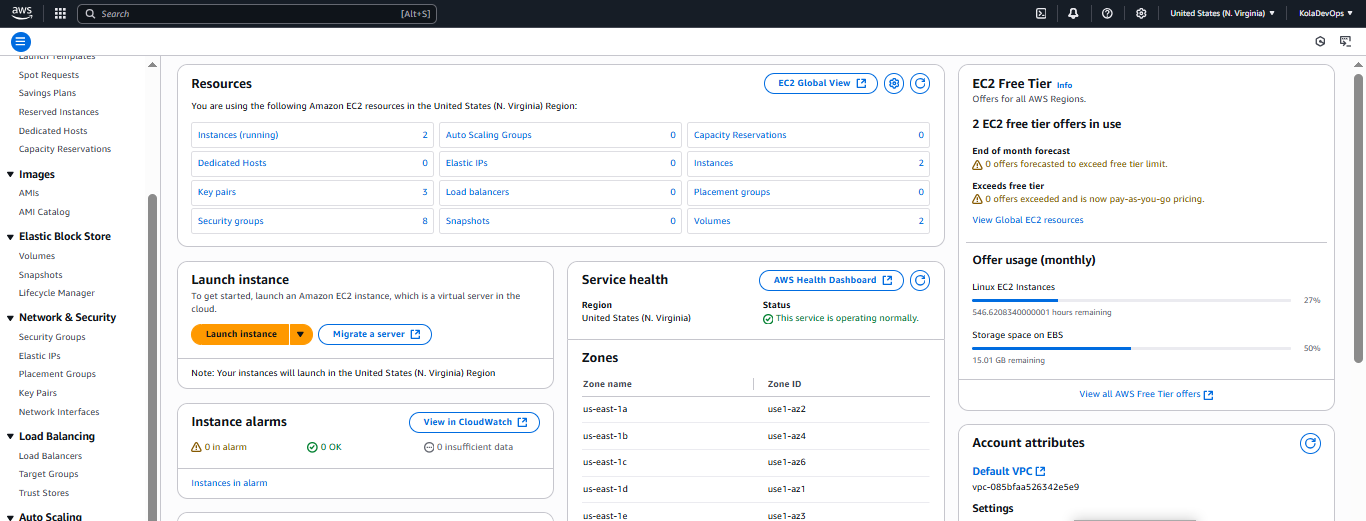 aws
Search [Alt+S]
United States (N. Virginia) KolaDevOps
Launch Templates
Spot Requests
Savings Plans
Reserved Instances
Dedicated Hosts
Capacity Reservations
Images
AMIs
AMI Catalog
Elastic Block Store
Volumes
Snapshots
Lifecycle Manager
Network & Security
Security Groups
Elastic IPs
Placement Groups
Key Pairs
Network Interfaces
Load Balancing
Load Balancers
Target Groups
Trust Stores
Auto Scaling
Resources
EC2 Global View
You are using the following Amazon EC2 resources in the United States (N. Virginia) Region:
Instances (running) 2 Auto Scaling Groups 0 Capacity Reservations 0
Dedicated Hosts 0 Elastic IPs 0 Instances 2
Key pairs 3 Load balancers 0 Placement groups 0
Security groups 8 Snapshots 0 Volumes 2
Launch instance
To get started, launch an Amazon EC2 instance, which is a virtual server in the
cloud.
Launch instance Migrate a server
Note: Your instances will launch in the United States (N. Virginia) Region
Instance alarms View in CloudWatch
0 in alarm 0 OK 0 insufficient data
Instances in alarm
Service health AWS Health Dashboard
Region Status
United States (N. Virginia) This service is operating normally.
Zones
Zone name Zone ID
us-east-1a use1-az2
us-east-1b use1-az4
us-east-1c use1-az6
us-east-1d use1-az1
us-east-1e use1-az3
EC2 Free Tier Info
Offers for all AWS Regions.
2 EC2 free tier offers in use
End of month forecast
0 offers forecasted to exceed free tier limit.
Exceeds free tier
0 offers exceeded and is now pay-as-you-go pricing.
View Global EC2 resources
Offer usage (monthly)
Linux EC2 Instances
27%
546.6208340000001 hours remaining
Storage space on EBS
50%
15.01 GB remaining
View all AWS Free Tier offers
Account attributes
Default VPC
vpc-085bfaa526342e5e9
Settings